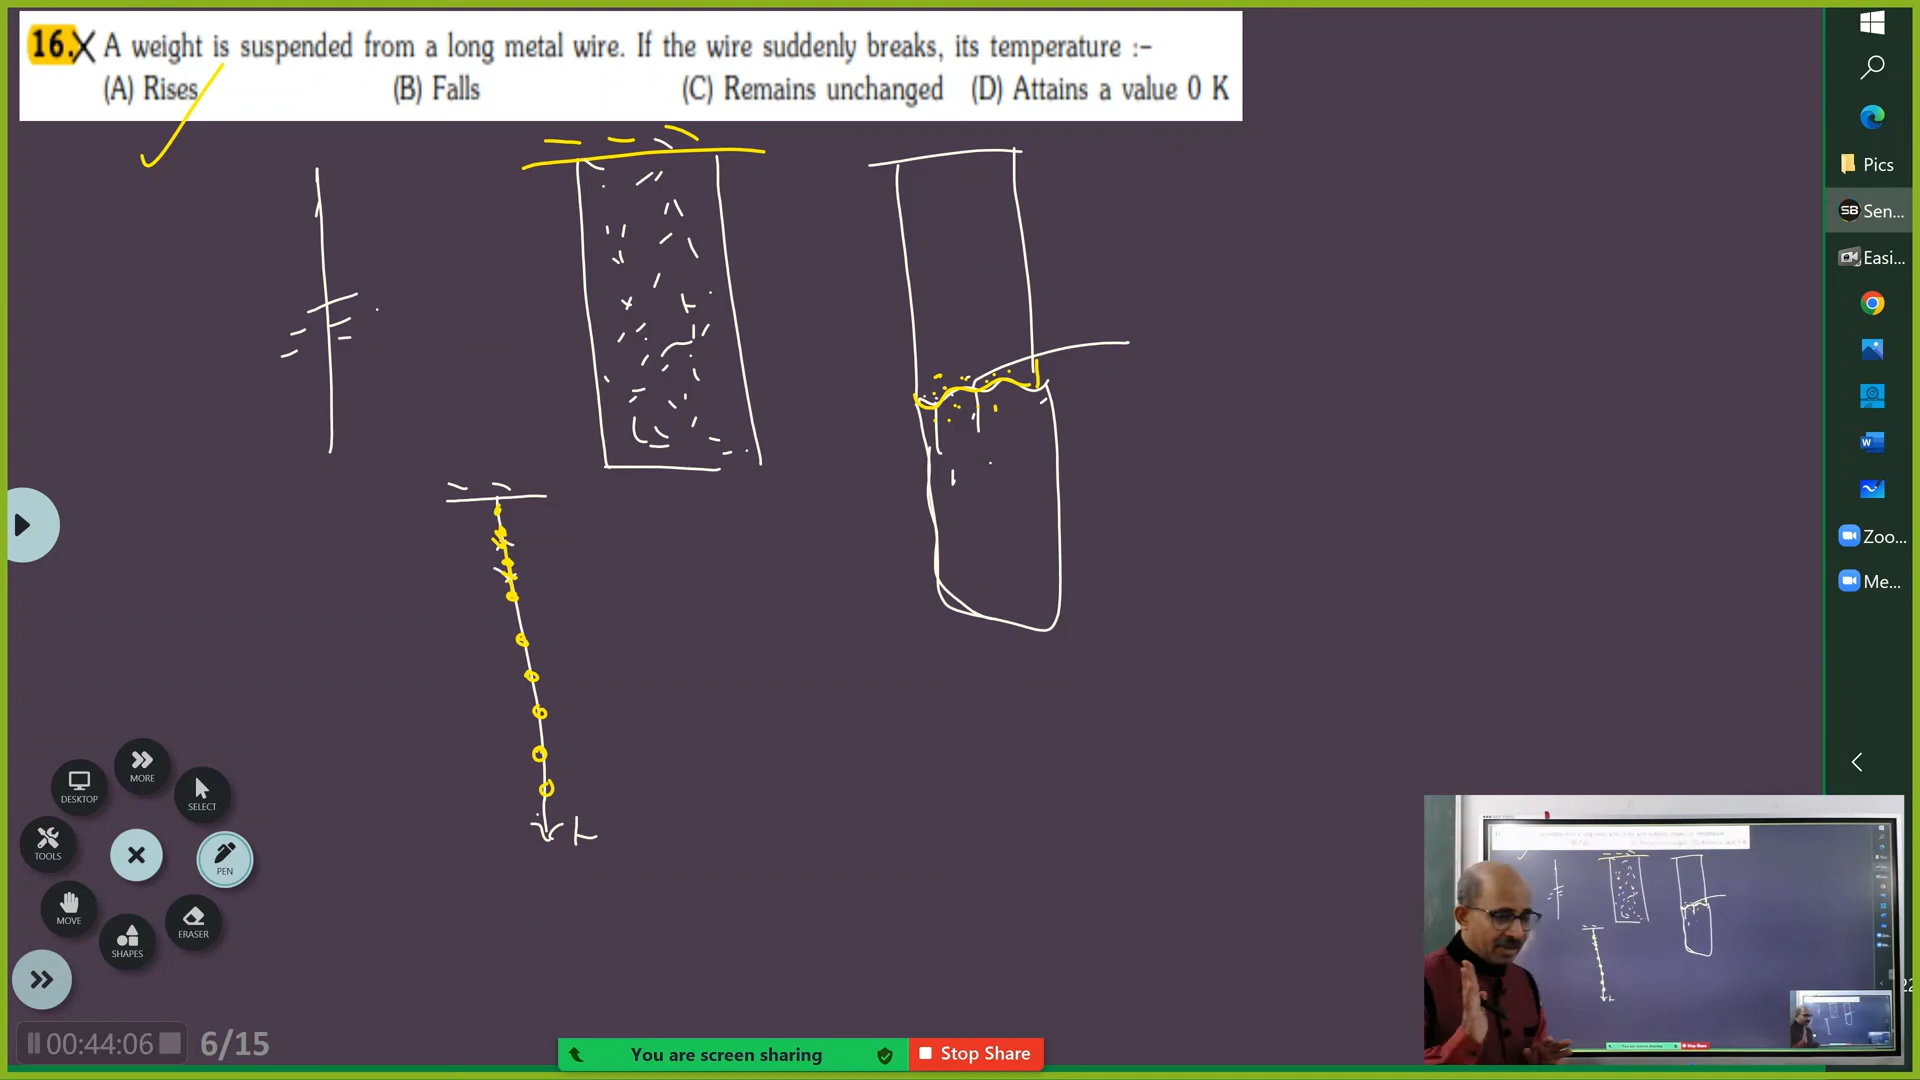 16. A weight is suspended from a long metal wire. If the wire suddenly breaks, its temperature :-
(A) Rises (B) Falls (C) Remains unchanged (D) Attains a value 0 K
Pics
SB Sen...
Easi...
Zoo...
Me...
MORE
DESKTOP
SELECT
TOOLS
PEN
MOVE
ERASER
SHAPES
00:44:06 6/15
You are screen sharing Stop Share